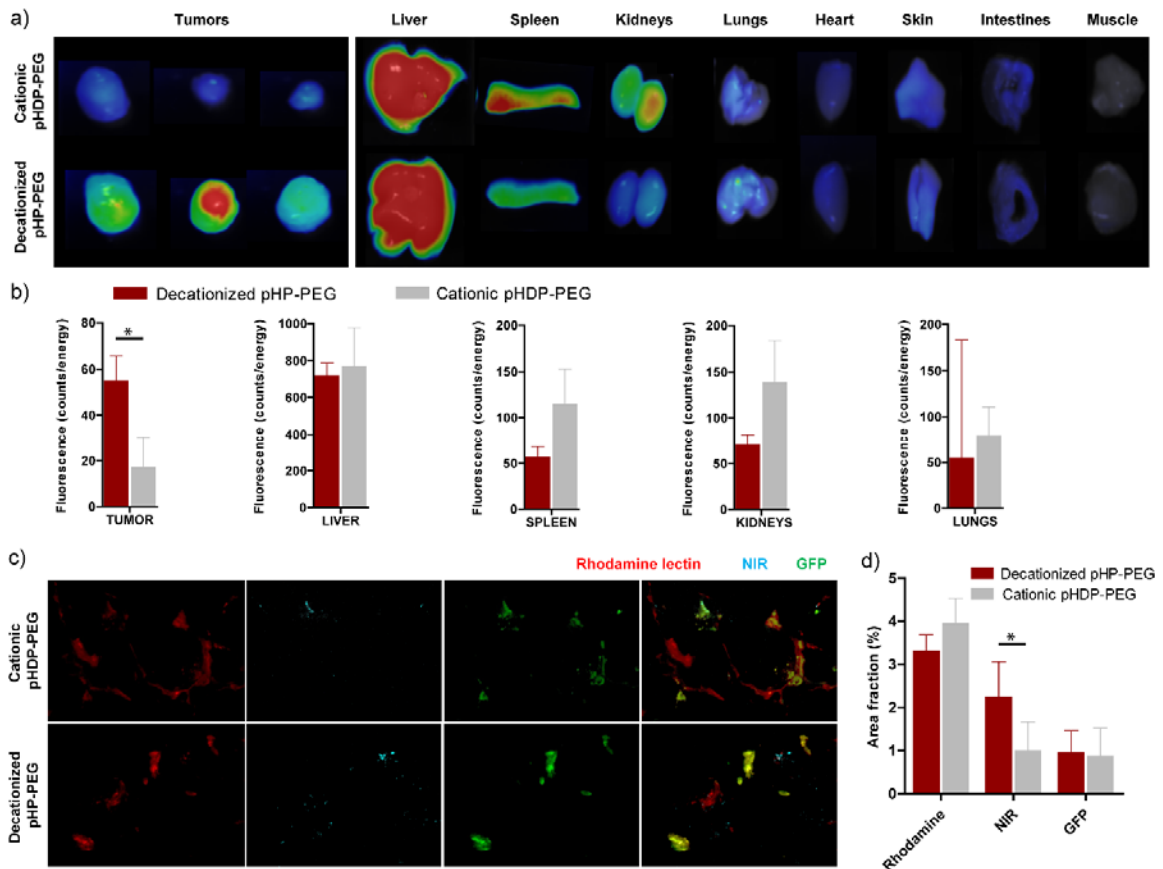 a)
Tumors
Liver Spleen Kidneys Lungs Heart Skin Intestines Muscle
Cationic
pHDP-PEG
Decationized
pHP-PEG
b)
Decationized pHP-PEG
Cationic pHDP-PEG
Fluorescence (counts/energy)
80
60
40
20
0
*
TUMOR
Fluorescence (counts/energy)
1000
800
600
400
200
0
LIVER
Fluorescence (counts/energy)
200
150
100
50
0
SPLEEN
Fluorescence (counts/energy)
200
150
100
50
0
KIDNEYS
Fluorescence (counts/energy)
200
150
100
50
0
LUNGS
c)
Rhodamine lectin NIR GFP
Cationic
pHDP-PEG
Decationized
pHP-PEG
d)
Decationized pHP-PEG
Cationic pHDP-PEG
Area fraction (%)
5
4
3
2
1
0
*
Rhodamine
NIR
GFP